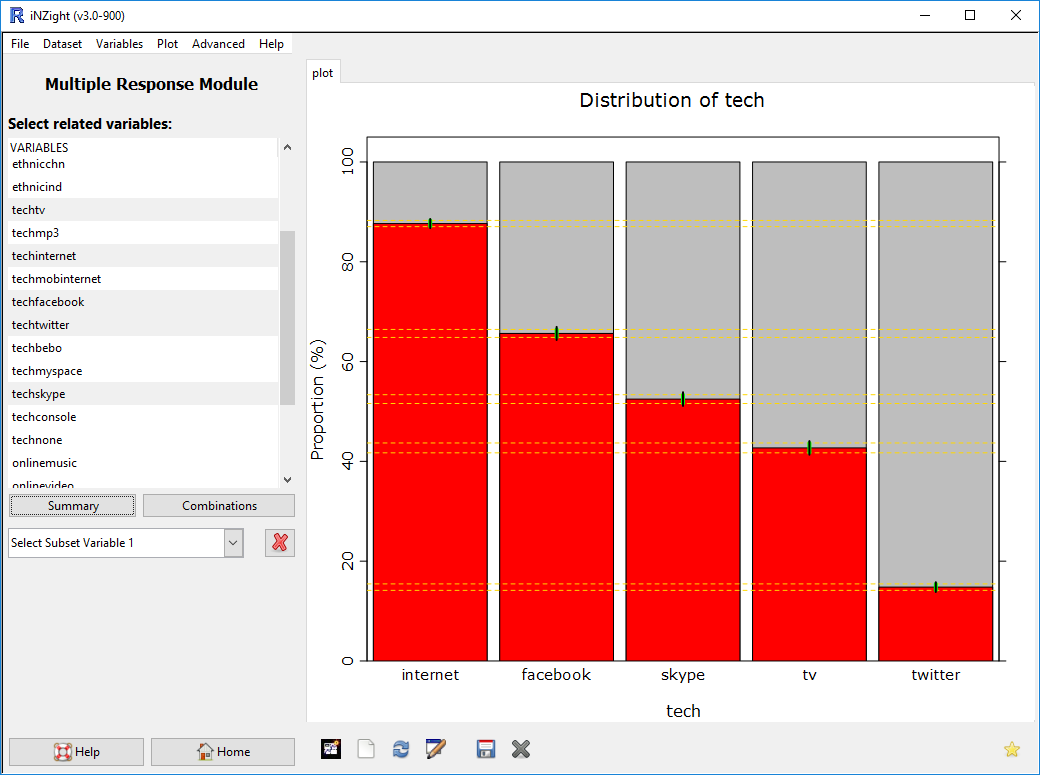 iNZight (v3.0-900)
File Dataset Variables Plot Advanced Help
Multiple Response Module
Select related variables:
VARIABLES
ethnicchn
ethnicind
techtv
techmp3
techinternet
techmobinternet
techfacebook
techtwitter
techbebo
techmyspace
techskype
techconsole
technone
onlinemusic
onlinevideo
Summary Combinations
Select Subset Variable 1
Help Home
plot
Distribution of tech
Proportion (%)
100
80
60
40
20
0
internet facebook skype tv twitter
tech